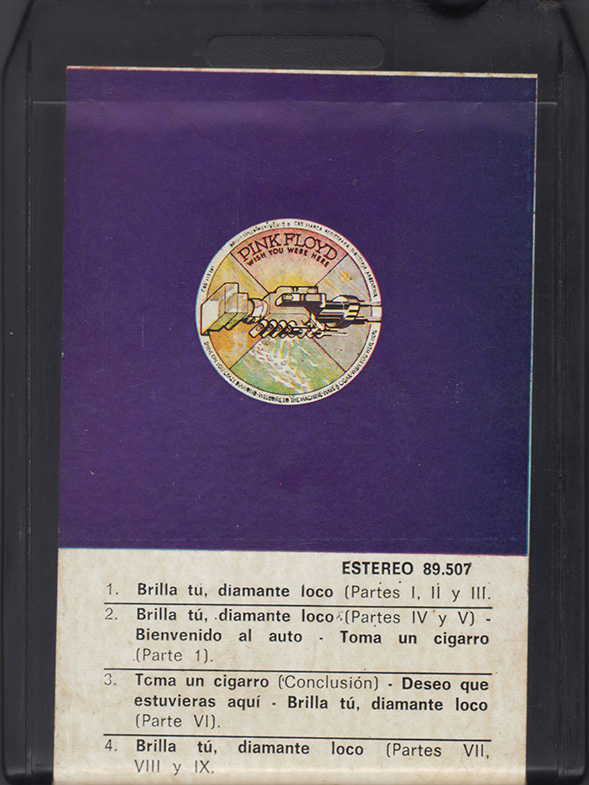 PINK FLOYD
WISH YOU WERE HERE
ESTEREO 89.507
1. Brilla tú, diamante loco (Partes I, II y III.
2. Brilla tú, diamante loco (Partes IV y V) -
Bienvenido al auto - Toma un cigarro
(Parte 1).
3. Toma un cigarro (Conclusión) - Deseo que
estuvieras aquí - Brilla tú, diamante loco
(Parte VI).
4. Brilla tú, diamante loco (Partes VII,
VIII y IX.